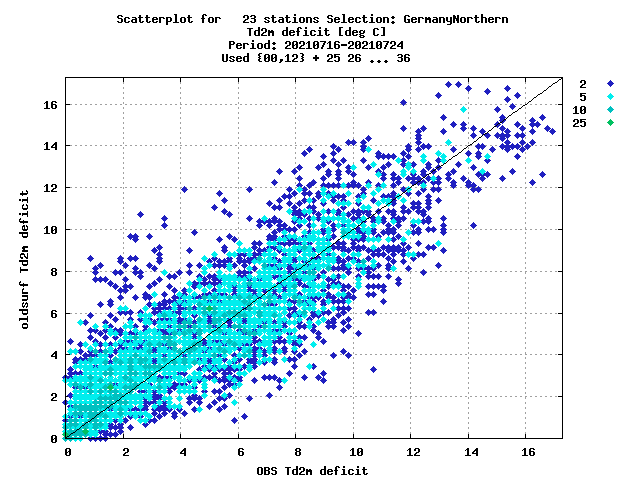 Scatterplot for   23 stations Selection: GermanyNorthern
Td2m deficit [deg C]
Period: 20210716-20210724
Used {00,12} + 25 26 ... 36
2
5
10
25
16
14
12
10
8
6
4
2
0
oldsurf Td2m deficit
0 2 4 6 8 10 12 14 16
OBS Td2m deficit